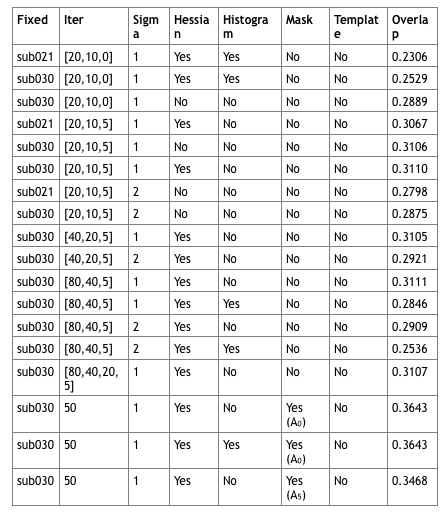 Fixed Iter Sigma Hessian Histogram Mask Template Overlap
sub021 [20,10,0] 1 Yes Yes No No 0.2306
sub030 [20,10,0] 1 Yes Yes No No 0.2529
sub030 [20,10,0] 1 No No No No 0.2889
sub021 [20,10,5] 1 Yes No No No 0.3067
sub030 [20,10,5] 1 No No No No 0.3106
sub030 [20,10,5] 1 Yes No No No 0.3110
sub021 [20,10,5] 2 No No No No 0.2798
sub030 [20,10,5] 2 No No No No 0.2875
sub030 [40,20,5] 1 Yes No No No 0.3105
sub030 [40,20,5] 2 Yes No No No 0.2921
sub030 [80,40,5] 1 Yes No No No 0.3111
sub030 [80,40,5] 1 Yes Yes No No 0.2846
sub030 [80,40,5] 2 Yes No No No 0.2909
sub030 [80,40,5] 2 Yes Yes No No 0.2536
sub030 [80,40,20,5] 1 Yes No No No 0.3107
sub030 50 1 Yes No Yes (A₀) No 0.3643
sub030 50 1 Yes Yes Yes (A₀) No 0.3643
sub030 50 1 Yes No Yes (A₅) No 0.3468